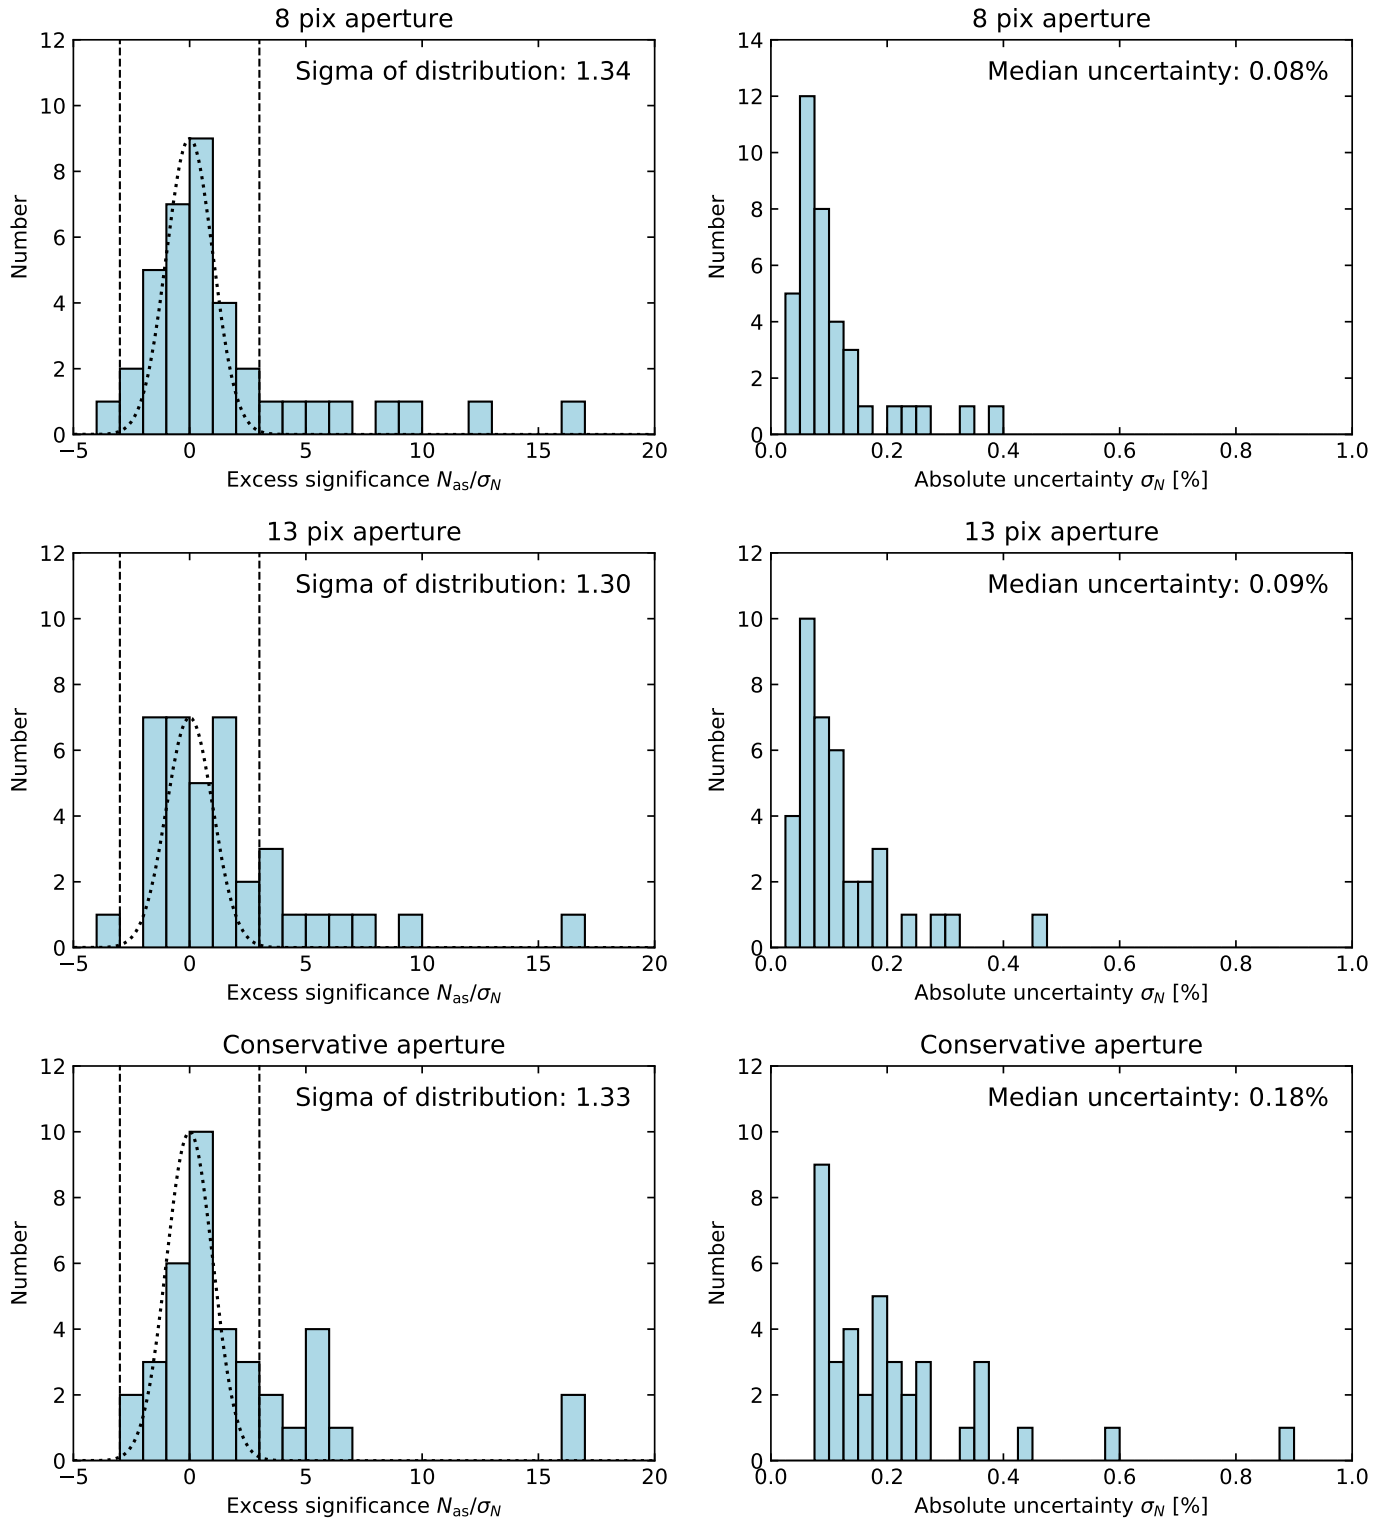 8 pix aperture
Sigma of distribution: 1.34
Number
12
10
8
6
4
2
0
−5 0 5 10 15 20
Excess significance N_as/σ_N
8 pix aperture
Median uncertainty: 0.08%
Number
14
12
10
8
6
4
2
0
0.0 0.2 0.4 0.6 0.8 1.0
Absolute uncertainty σ_N [%]
13 pix aperture
Sigma of distribution: 1.30
Number
12
10
8
6
4
2
0
−5 0 5 10 15 20
Excess significance N_as/σ_N
13 pix aperture
Median uncertainty: 0.09%
Number
12
10
8
6
4
2
0
0.0 0.2 0.4 0.6 0.8 1.0
Absolute uncertainty σ_N [%]
Conservative aperture
Sigma of distribution: 1.33
Number
12
10
8
6
4
2
0
−5 0 5 10 15 20
Excess significance N_as/σ_N
Conservative aperture
Median uncertainty: 0.18%
Number
12
10
8
6
4
2
0
0.0 0.2 0.4 0.6 0.8 1.0
Absolute uncertainty σ_N [%]